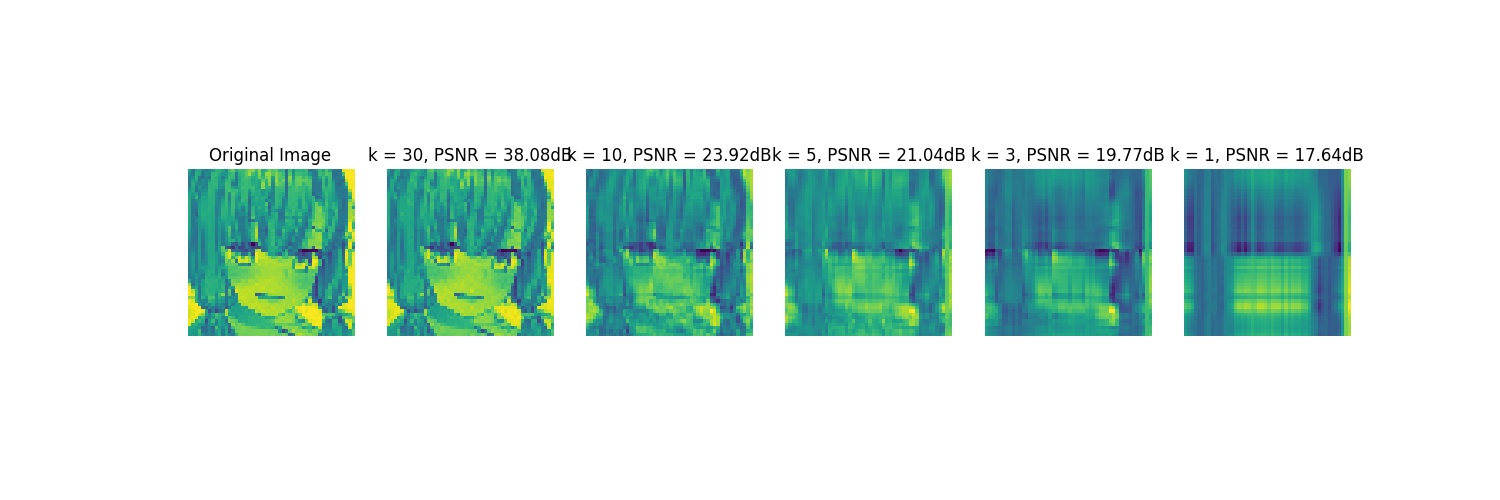 Original Image
k = 30, PSNR = 38.08dB
k = 10, PSNR = 23.92dB
k = 5, PSNR = 21.04dB
k = 3, PSNR = 19.77dB
k = 1, PSNR = 17.64dB